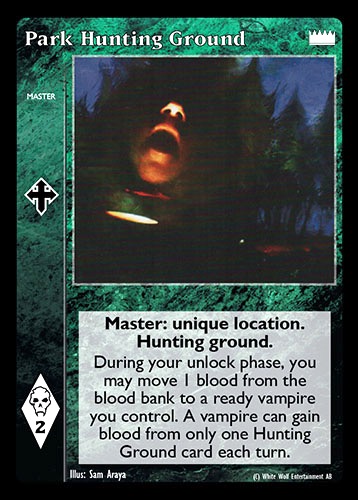 Park Hunting Ground
MASTER
Master: unique location.
Hunting ground.
During your unlock phase, you
may move 1 blood from the
blood bank to a ready vampire
you control. A vampire can gain
blood from only one Hunting
Ground card each turn.
2
Illus: Sam Araya
(C) White Wolf Entertainment AB